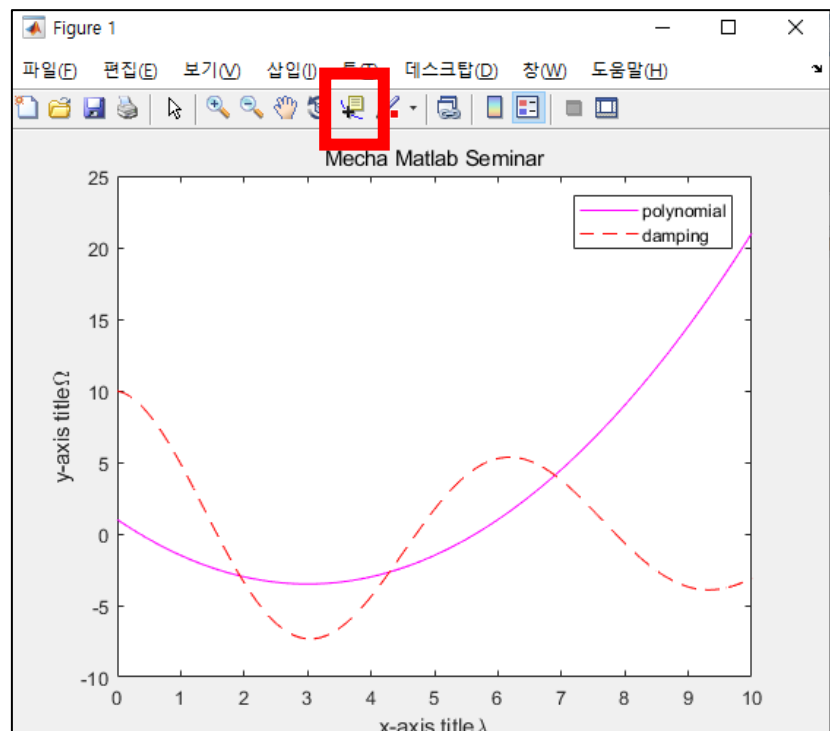 Figure 1
파일(F) 편집(E) 보기(V) 삽입(I) 데스크탑(D) 창(W) 도움말(H)
Mecha Matlab Seminar
polynomial
damping
25
20
15
10
5
0
-5
-10
y-axis titleΩ
0 1 2 3 4 5 6 7 8 9 10
x-axis title λ